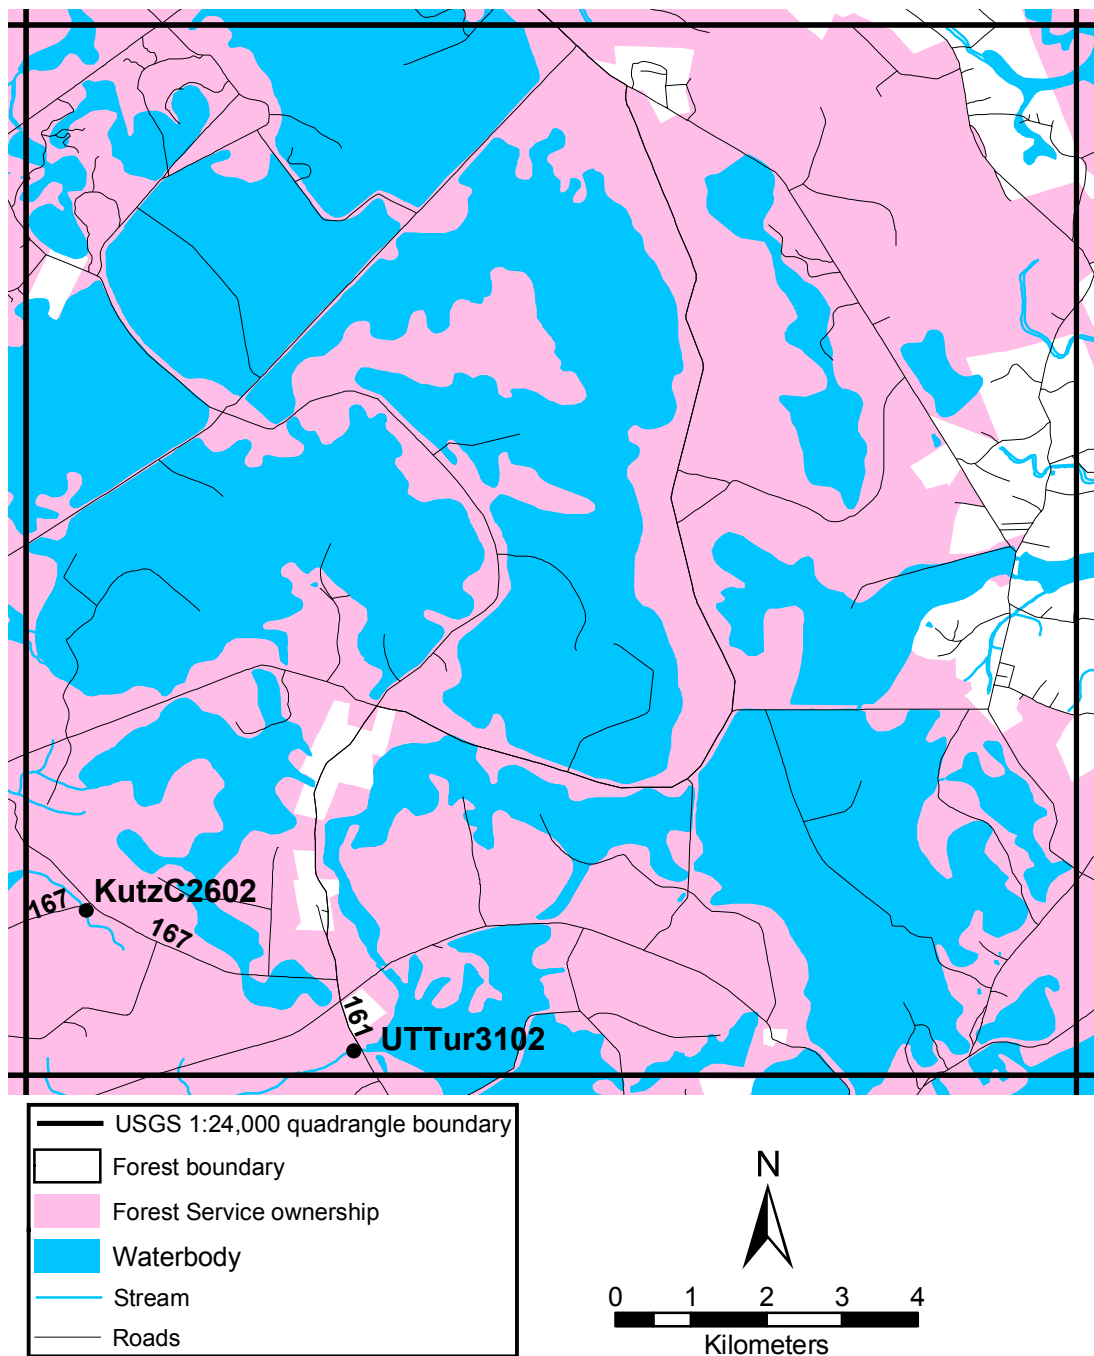 KutzC2602
167
167
161
UTTur3102
USGS 1:24,000 quadrangle boundary
Forest boundary
Forest Service ownership
Waterbody
Stream
Roads
N
0 1 2 3 4
Kilometers